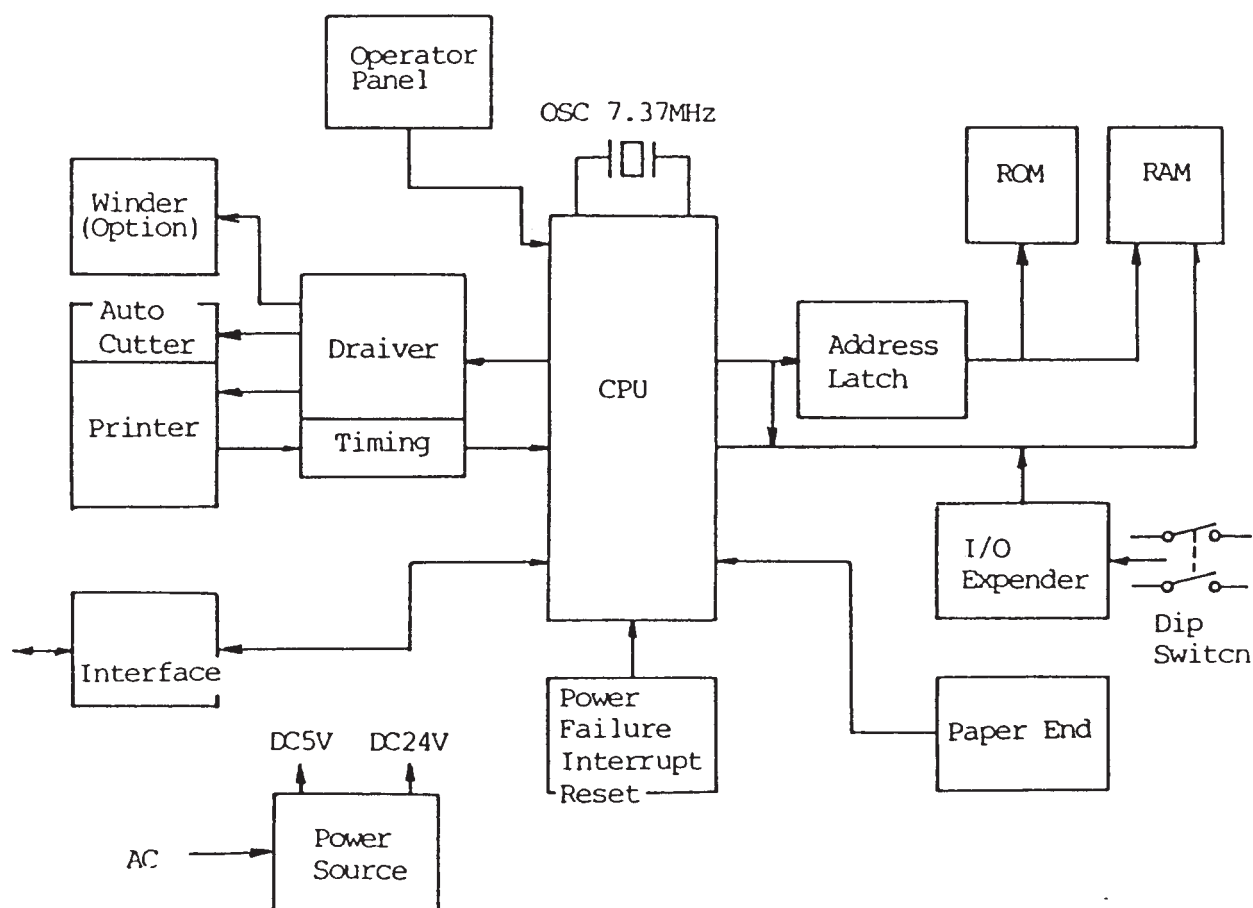 Operator
Panel
OSC 7.37MHz
ROM
RAM
Winder
(Option)
Auto
Cutter
Draiver
Address
Latch
CPU
Printer
Timing
I/O
Expender
Dip
Switcn
Interface
Power
Failure
Interrupt
Reset
Paper End
DC5V
DC24V
AC
Power
Source